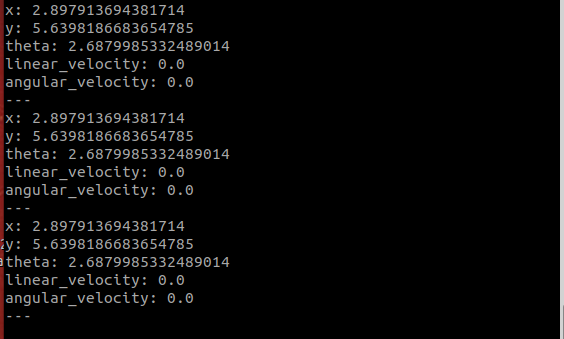 x: 2.897913694381714
y: 5.6398186683654785
theta: 2.6879985332489014
linear_velocity: 0.0
angular_velocity: 0.0
---
x: 2.897913694381714
y: 5.6398186683654785
theta: 2.6879985332489014
linear_velocity: 0.0
angular_velocity: 0.0
---
x: 2.897913694381714
y: 5.6398186683654785
theta: 2.6879985332489014
linear_velocity: 0.0
angular_velocity: 0.0
---